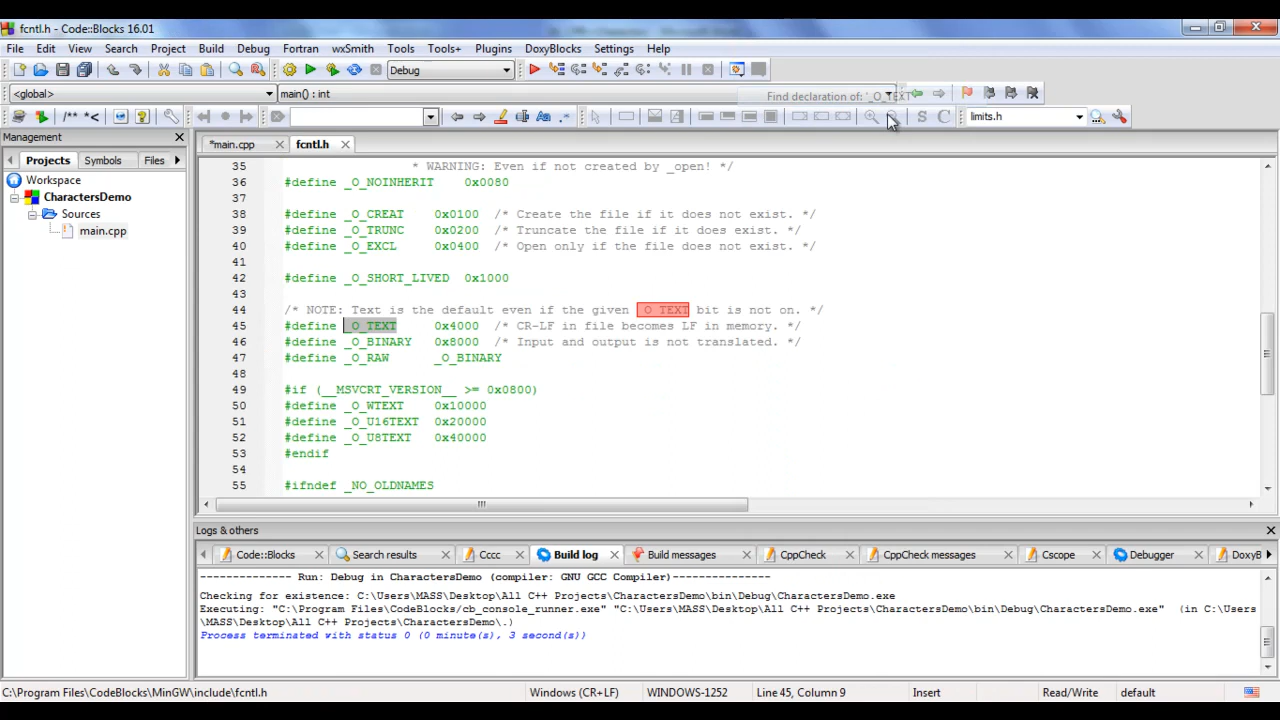 fcntl.h - Code::Blocks 16.01
File Edit View Search Project Build Debug Fortran wxSmith Tools Tools+ Plugins DoxyBlocks Settings Help
Debug
<global> main() : int
Find declaration of: '_O_TEXT'
/** *< Aa .* S C limits.h
Management
*main.cpp fcntl.h
Projects Symbols Files
Workspace
CharactersDemo
Sources
main.cpp
35 * WARNING: Even if not created by _open! */
36 #define _O_NOINHERIT 0x0080
37
38 #define _O_CREAT 0x0100 /* Create the file if it does not exist. */
39 #define _O_TRUNC 0x0200 /* Truncate the file if it does exist. */
40 #define _O_EXCL 0x0400 /* Open only if the file does not exist. */
41
42 #define _O_SHORT_LIVED 0x1000
43
44 /* NOTE: Text is the default even if the given _O_TEXT bit is not on. */
45 #define _O_TEXT 0x4000 /* CR-LF in file becomes LF in memory. */
46 #define _O_BINARY 0x8000 /* Input and output is not translated. */
47 #define _O_RAW _O_BINARY
48
49 #if (__MSVCRT_VERSION__ >= 0x0800)
50 #define _O_WTEXT 0x10000
51 #define _O_U16TEXT 0x20000
52 #define _O_U8TEXT 0x40000
53 #endif
54
55 #ifndef _NO_OLDNAMES
Logs & others
Code::Blocks Search results Cccc Build log Build messages CppCheck CppCheck messages Cscope Debugger DoxyB
-------------- Run: Debug in CharactersDemo (compiler: GNU GCC Compiler)---------------
Checking for existence: C:\Users\MASS\Desktop\All C++ Projects\CharactersDemo\bin\Debug\CharactersDemo.exe
Executing: "C:\Program Files\CodeBlocks/cb_console_runner.exe" "C:\Users\MASS\Desktop\All C++ Projects\CharactersDemo\bin\Debug\CharactersDemo.exe" (in C:\Users
\MASS\Desktop\All C++ Projects\CharactersDemo\.)
Process terminated with status 0 (0 minute(s), 3 second(s))
C:\Program Files\CodeBlocks\MinGW\include\fcntl.h Windows (CR+LF) WINDOWS-1252 Line 45, Column 9 Insert Read/Write default